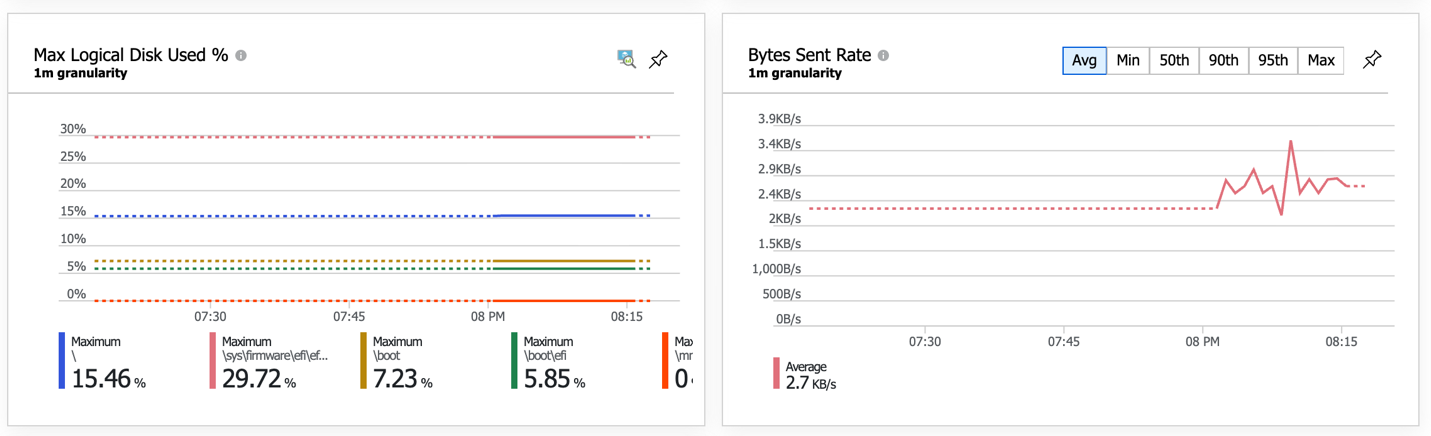 Max Logical Disk Used %
1m granularity
30%
25%
20%
15%
10%
5%
0%
07:30 07:45 08 PM 08:15
Maximum
\
15.46 %
Maximum
\sys\firmware\efi\ef...
29.72 %
Maximum
\boot
7.23 %
Maximum
\boot\efi
5.85 %
0
Bytes Sent Rate
1m granularity
Avg Min 50th 90th 95th Max
3.9KB/s
3.4KB/s
2.9KB/s
2.4KB/s
2KB/s
1.5KB/s
1,000B/s
500B/s
0B/s
07:30 07:45 08 PM 08:15
Average
2.7 KB/s